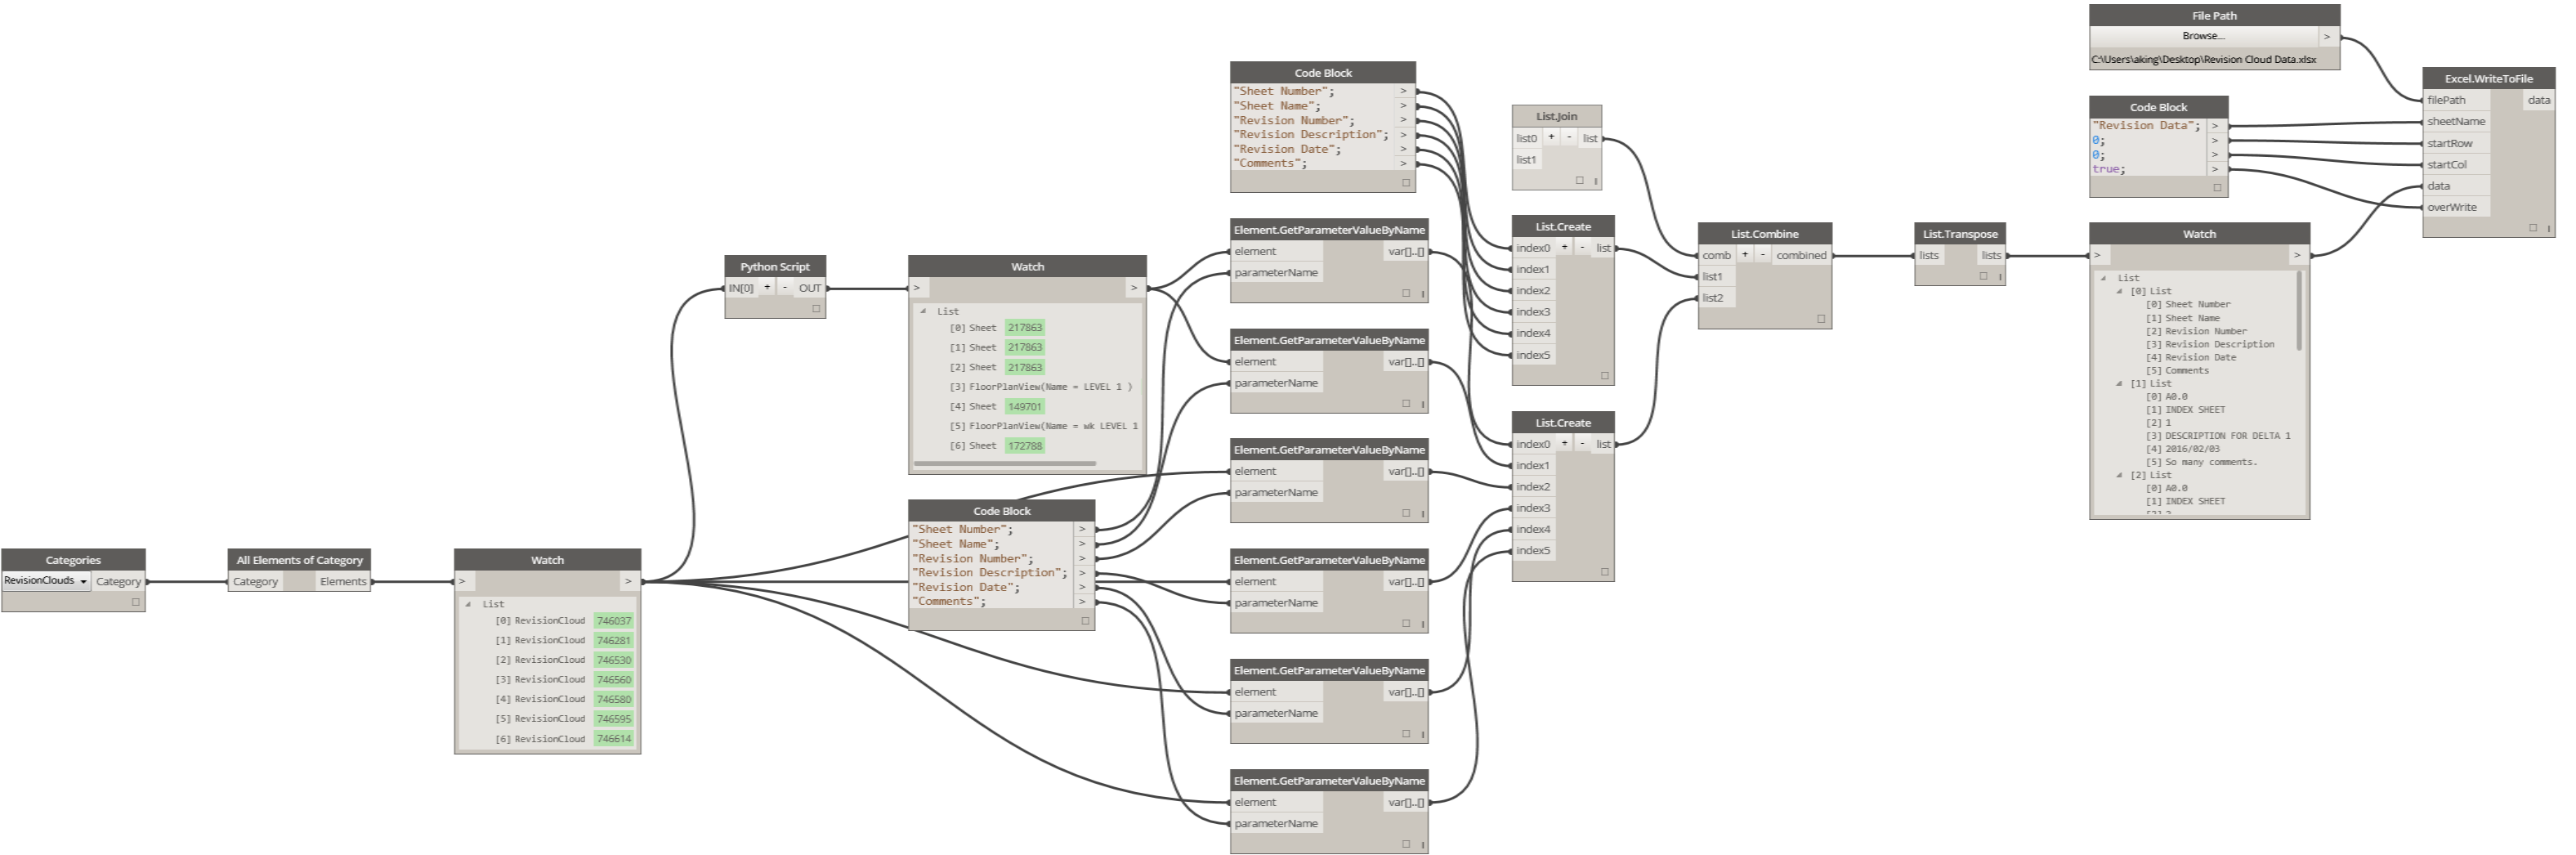 Categories
RevisionClouds Category
All Elements of Category
Category Elements
Watch
> >
List
[0] RevisionCloud 746037
[1] RevisionCloud 746281
[2] RevisionCloud 746530
[3] RevisionCloud 746560
[4] RevisionCloud 746580
[5] RevisionCloud 746595
[6] RevisionCloud 746614
Python Script
IN[0] + - OUT
Watch
> >
List
[0] Sheet 217863
[1] Sheet 217863
[2] Sheet 217863
[3] FloorPlanView(Name = LEVEL 1 )
[4] Sheet 149701
[5] FloorPlanView(Name = wk LEVEL 1
[6] Sheet 172788
Code Block
"Sheet Number"; >
"Sheet Name"; >
"Revision Number"; >
"Revision Description"; >
"Revision Date"; >
"Comments"; >
Code Block
"Sheet Number"; >
"Sheet Name"; >
"Revision Number"; >
"Revision Description"; >
"Revision Date"; >
"Comments"; >
Element.GetParameterValueByName
element var[]..[]
parameterName
Element.GetParameterValueByName
element var[]..[]
parameterName
Element.GetParameterValueByName
element var[]..[]
parameterName
Element.GetParameterValueByName
element var[]..[]
parameterName
Element.GetParameterValueByName
element var[]..[]
parameterName
Element.GetParameterValueByName
element var[]..[]
parameterName
List.Join
list0 + - list
list1
List.Create
index0 + - list
index1
index2
index3
index4
index5
List.Create
index0 + - list
index1
index2
index3
index4
index5
List.Combine
comb + - combined
list1
list2
List.Transpose
lists lists
File Path
Browse... >
C:\Users\aking\Desktop\Revision Cloud Data.xlsx
Code Block
"Revision Data"; >
0; >
0; >
true; >
Watch
> >
List
[0] List
[0] Sheet Number
[1] Sheet Name
[2] Revision Number
[3] Revision Description
[4] Revision Date
[5] Comments
[1] List
[0] A0.0
[1] INDEX SHEET
[2] 1
[3] DESCRIPTION FOR DELTA 1
[4] 2016/02/03
[5] So many comments.
[2] List
[0] A0.0
[1] INDEX SHEET
Excel.WriteToFile
filePath data
sheetName
startRow
startCol
data
overWrite